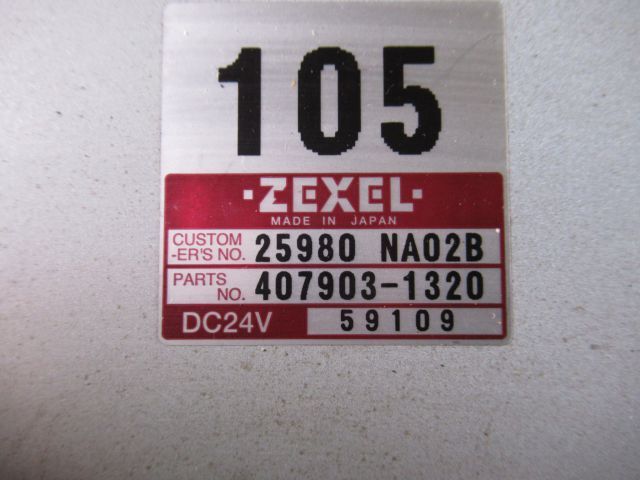 105
·ZEXEL·
MADE IN JAPAN
CUSTOM
-ER'S NO. 25980 NA02B
PARTS
NO. 407903-1320
DC24V 59109